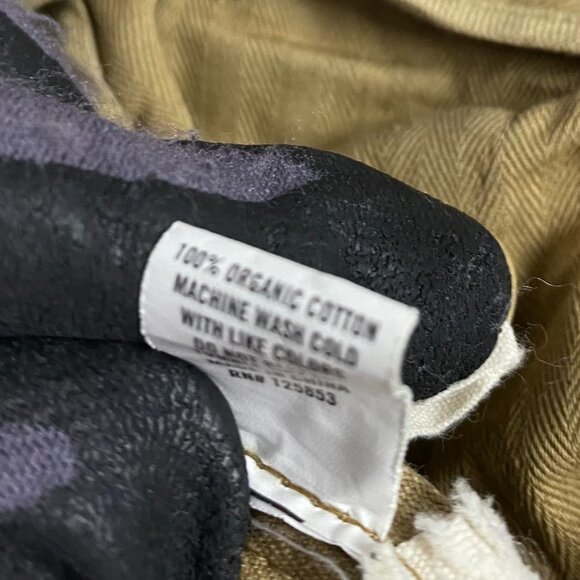 100% ORGANIC COTTON
MACHINE WASH COLD
WITH LIKE COLORS
DO NOT
RN# 125853